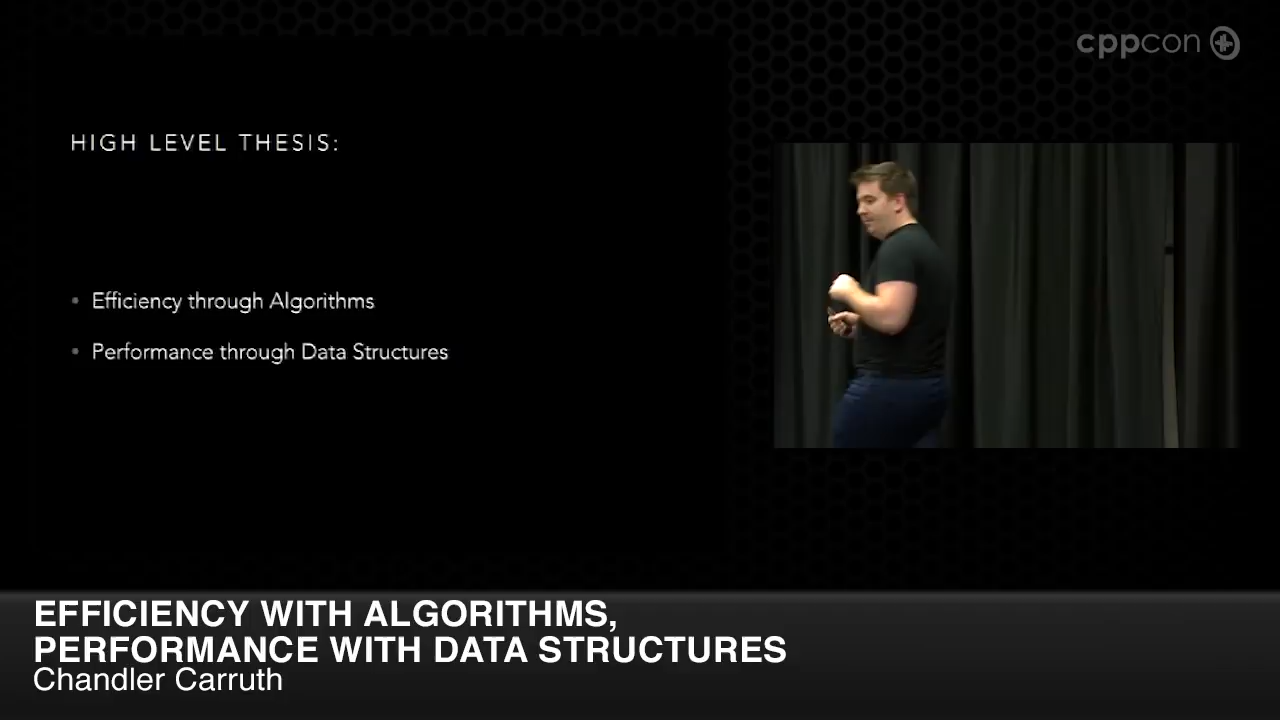 cppcon
HIGH LEVEL THESIS:
• Efficiency through Algorithms
• Performance through Data Structures
EFFICIENCY WITH ALGORITHMS,
PERFORMANCE WITH DATA STRUCTURES
Chandler Carruth